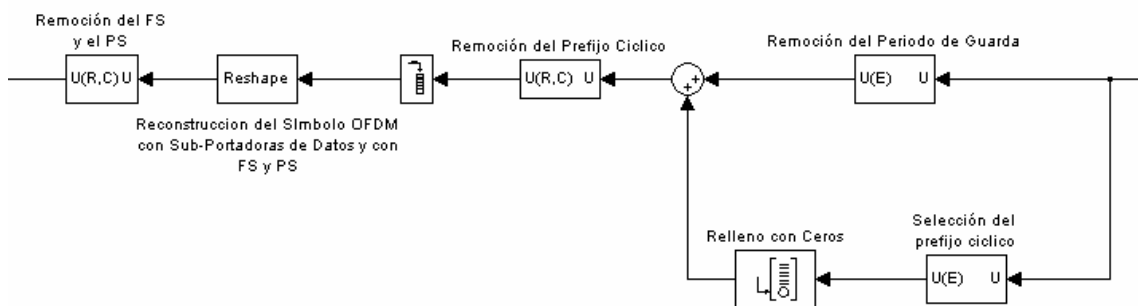 Remoción del FS
y el PS
U(R,C) U
Reshape
Reconstruccion del SImbolo OFDM
con Sub-Portadoras de Datos y con
FS y PS
Remoción del Prefijo Ciclico
U(R,C) U
+
+
Remoción del Periodo de Guarda
U(E) U
Relleno con Ceros
Selección del
prefijo ciclico
U(E) U